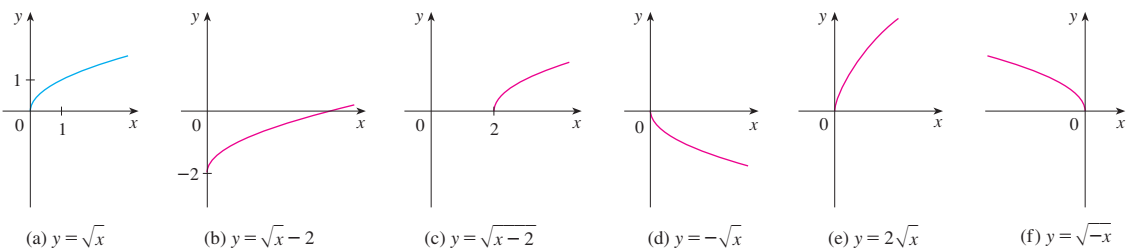 y y y y y y
1
0 1 x 0 x 0 2 x 0 x 0 x 0 x
−2
(a) y = √x (b) y = √x − 2 (c) y = √(x − 2) (d) y = −√x (e) y = 2√x (f) y = √(−x)